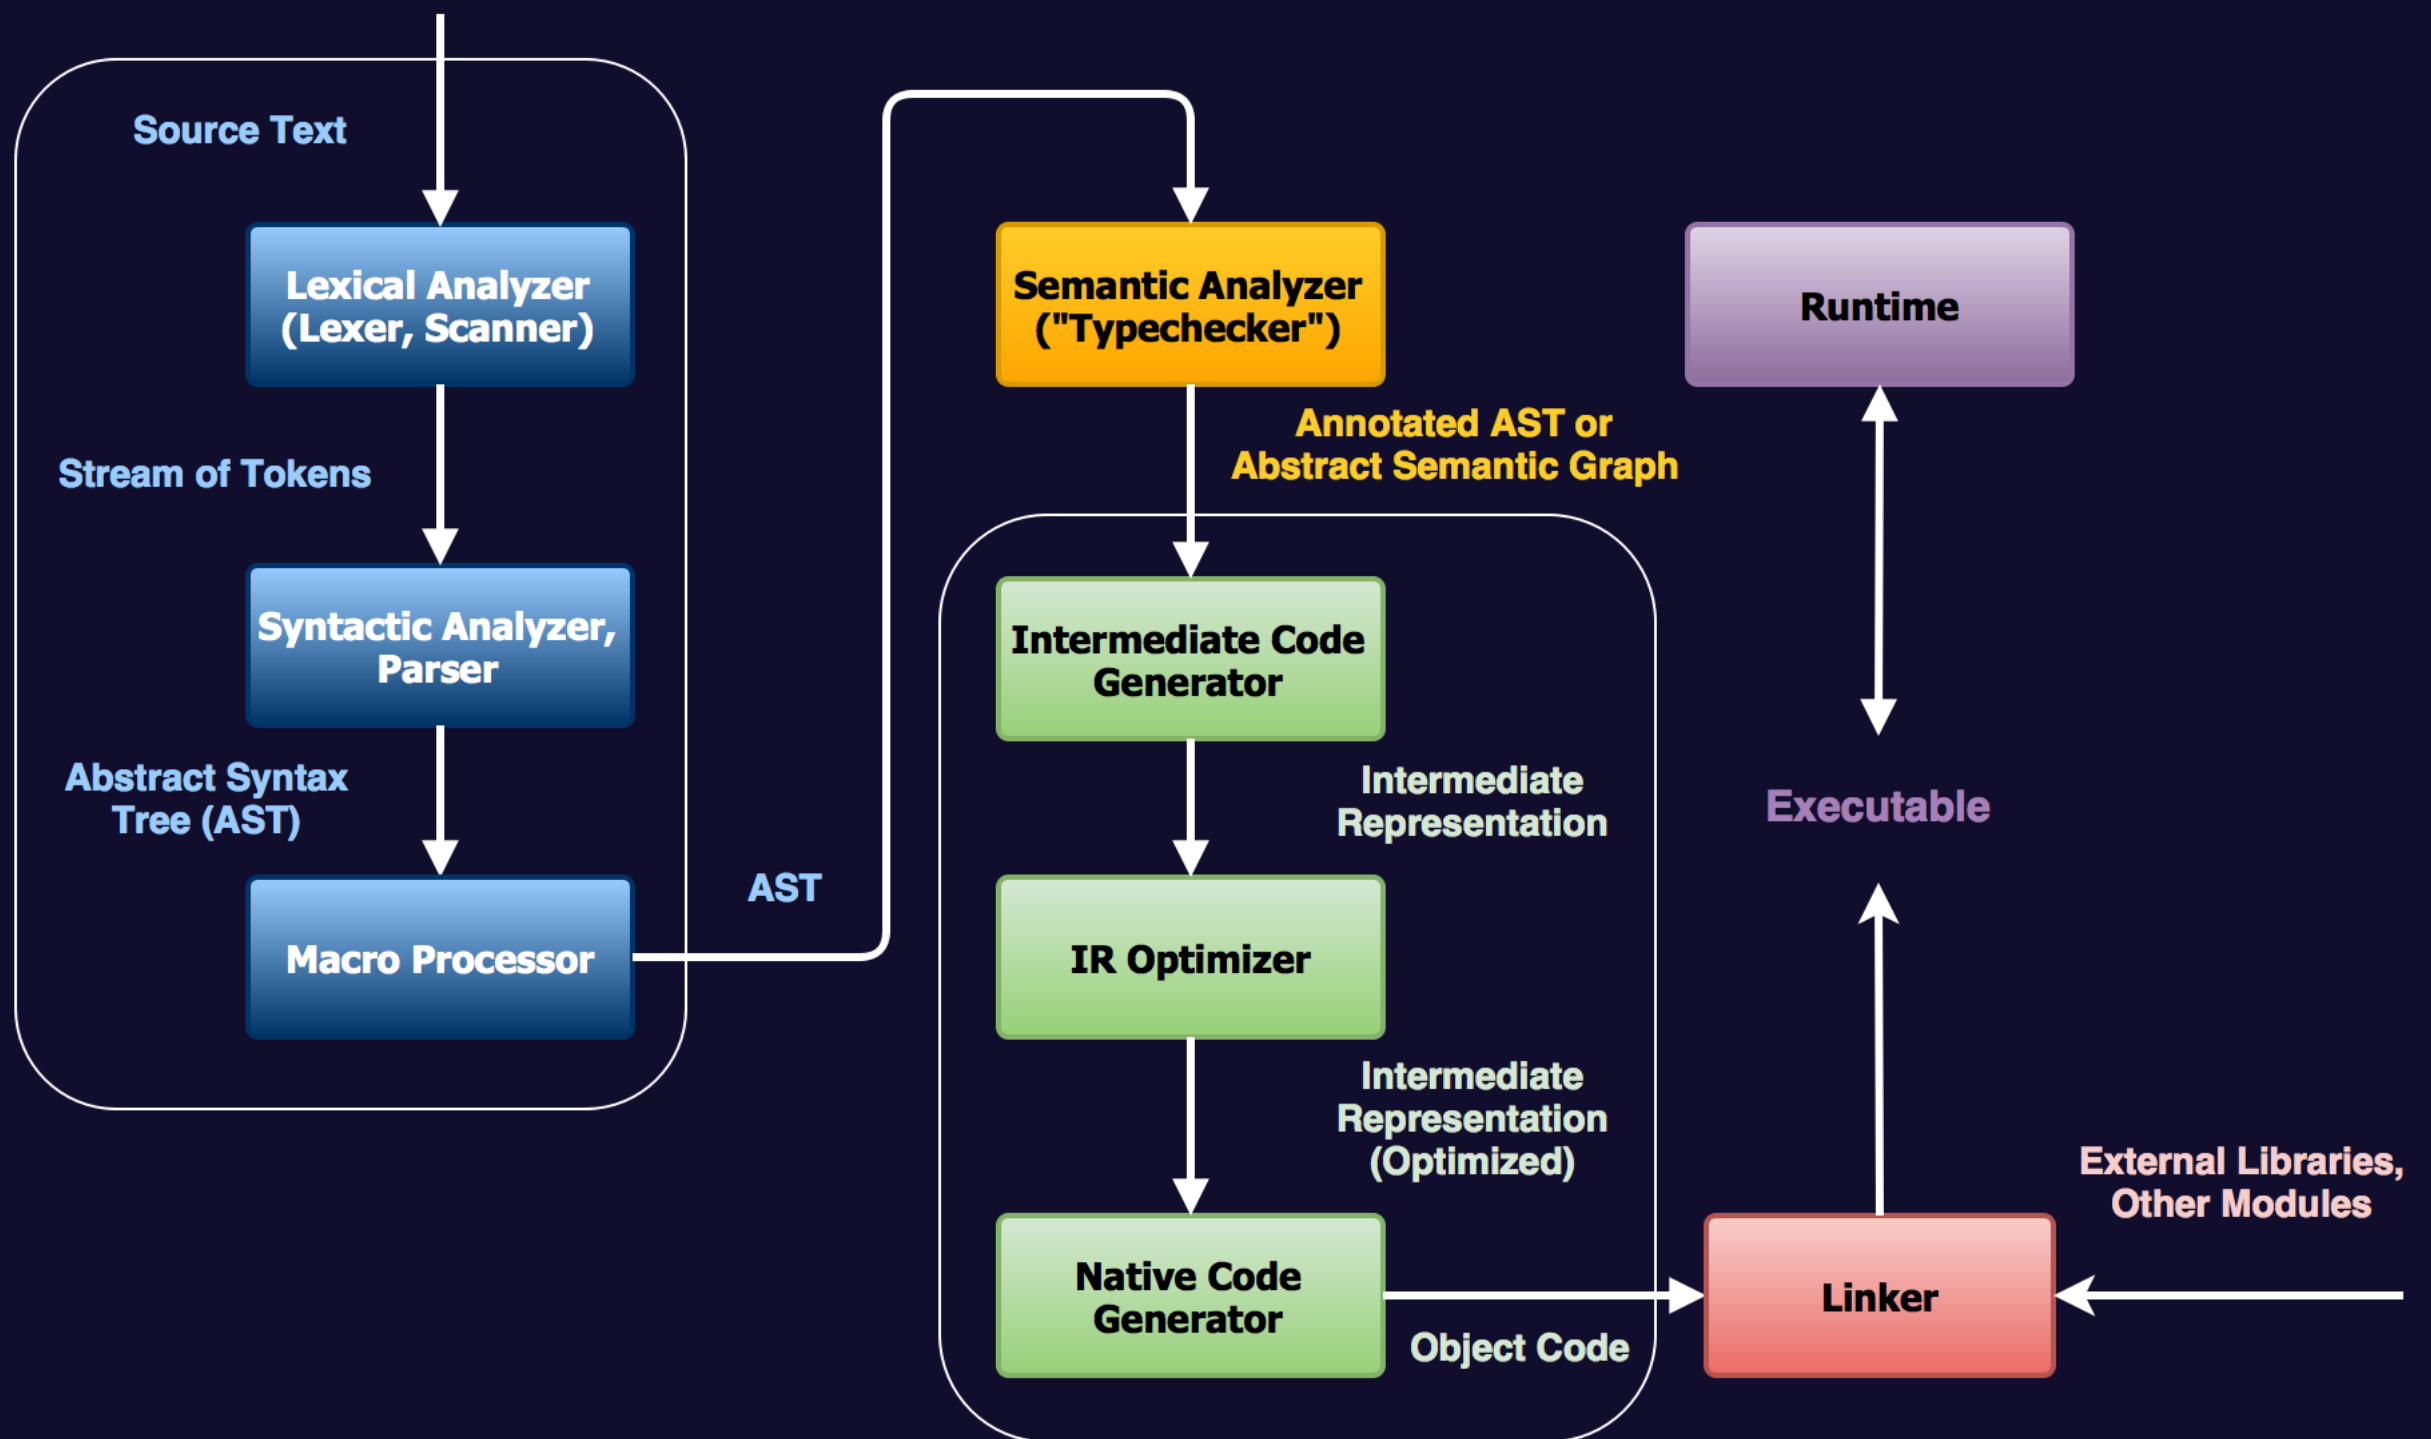 Source Text
Lexical Analyzer
(Lexer, Scanner)
Stream of Tokens
Syntactic Analyzer,
Parser
Abstract Syntax
Tree (AST)
Macro Processor
AST
Semantic Analyzer
("Typechecker")
Annotated AST or
Abstract Semantic Graph
Intermediate Code
Generator
Intermediate
Representation
IR Optimizer
Intermediate
Representation
(Optimized)
Native Code
Generator
Object Code
Linker
External Libraries,
Other Modules
Executable
Runtime